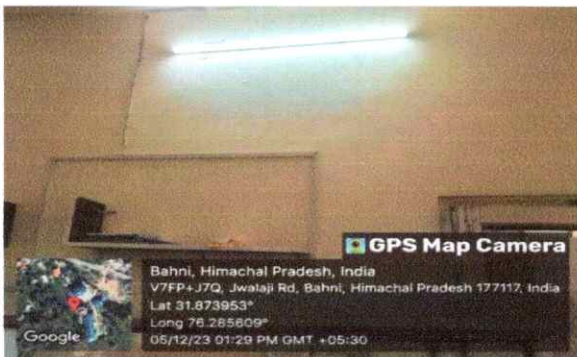 GPS Map Camera
Bahni, Himachal Pradesh, India
V7FP+J7Q, Jwalaji Rd, Bahni, Himachal Pradesh 177117, India
Lat 31.873953°
Long 76.285609°
05/12/23 01:29 PM GMT +05:30
Google